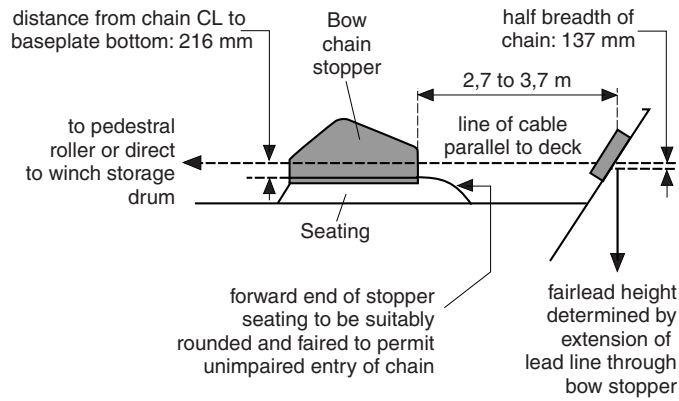 distance from chain CL to
baseplate bottom: 216 mm
Bow
chain
stopper
half breadth of
chain: 137 mm
2,7 to 3,7 m
to pedestral
roller or direct
to winch storage
drum
line of cable
parallel to deck
Seating
forward end of stopper
seating to be suitably
rounded and faired to permit
unimpaired entry of chain
fairlead height
determined by
extension of
lead line through
bow stopper